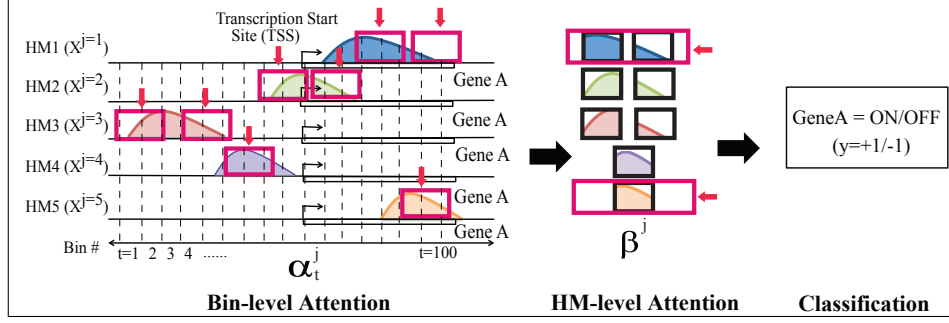 Transcription Start
Site (TSS)
HM1 (X^j=1)
Gene A
HM2 (X^j=2)
Gene A
HM3 (X^j=3)
Gene A
HM4 (X^j=4)
Gene A
HM5 (X^j=5)
Gene A
Bin # t=1 2 3 4 ...... t=100
α_t^j
β^j
GeneA = ON/OFF
(y=+1/-1)
Bin-level Attention HM-level Attention Classification